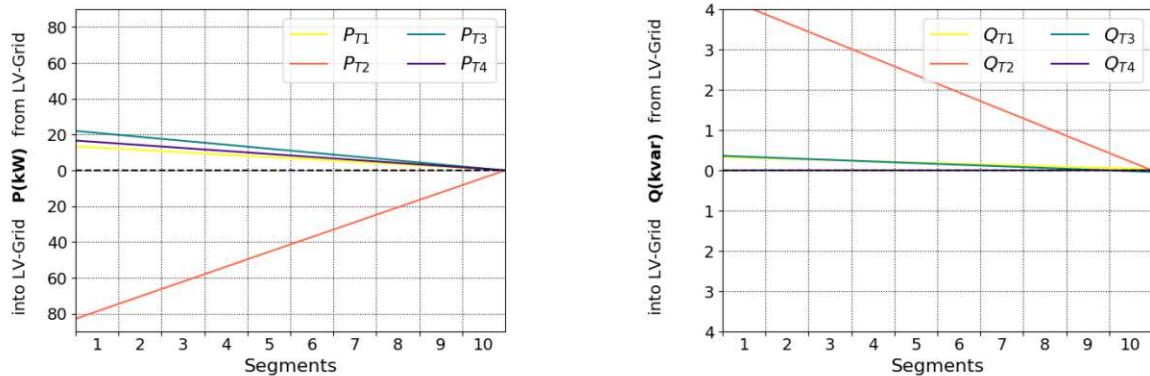 into LV-Grid P(kW) from LV-Grid
80
60
40
20
0
20
40
60
80
P_T1 P_T3
P_T2 P_T4
1 2 3 4 5 6 7 8 9 10
Segments
into LV-Grid Q(kvar) from LV-Grid
4
3
2
1
0
1
2
3
4
Q_T1 Q_T3
Q_T2 Q_T4
1 2 3 4 5 6 7 8 9 10
Segments